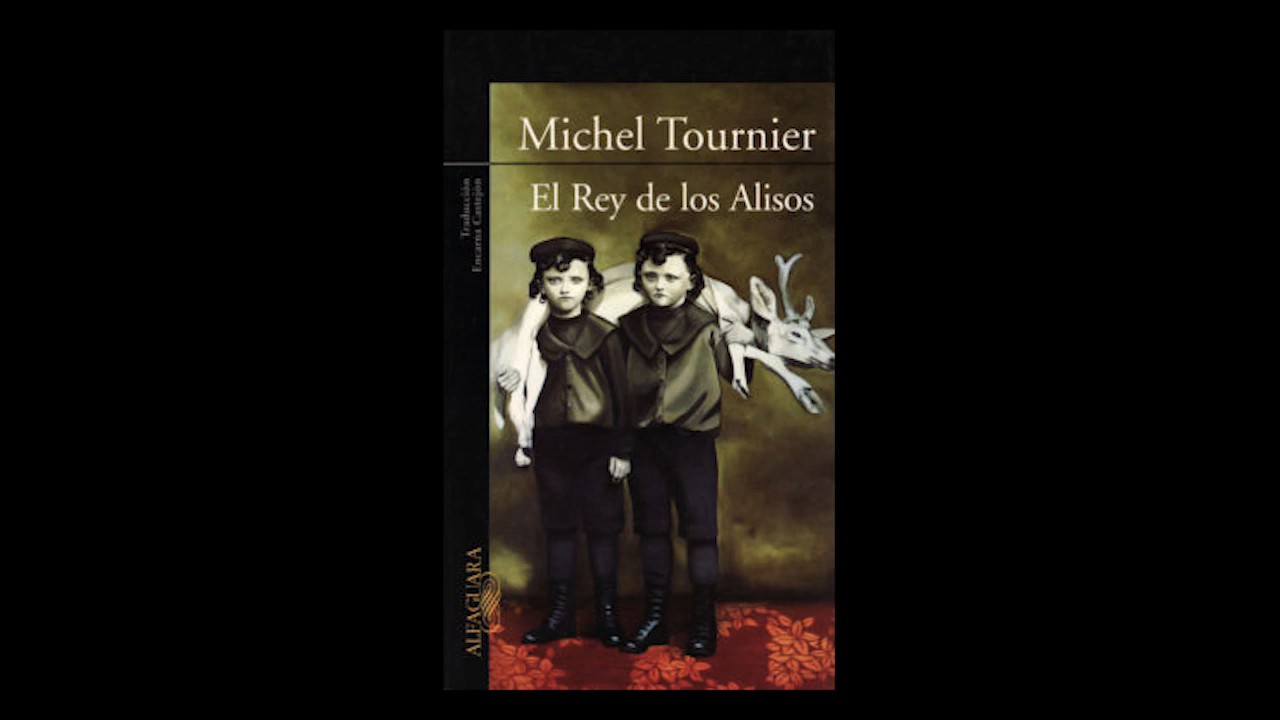 Michel Tournier
El Rey de los Alisos
Traducción
Encarna Castejón
ALFAGUARA